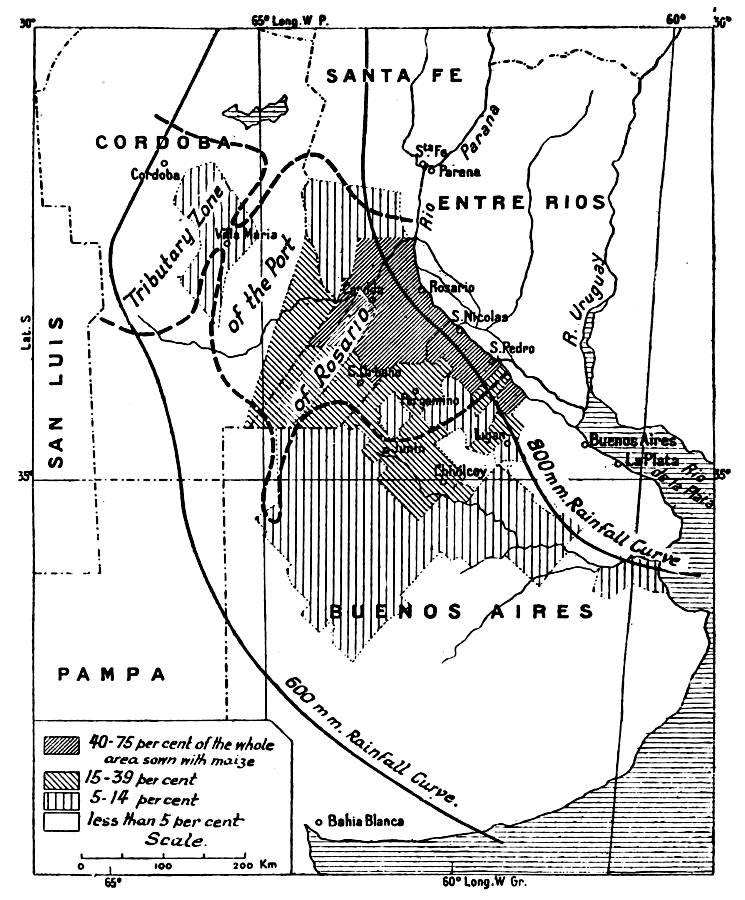 30°
65° Long.W P.
60°
30°
SANTA FE
CORDOBA
Cordoba
Sta Fe
Parana
Parana
Rio
ENTRE RIOS
Villa Maria
Tributary Zone
of the Port
of Rosario
Rosario
S. Nicolas
S. Pedro
R. Uruguay
Lat. S
SAN LUIS
S. Urbano
Pergamino
Lujan
Junin
Chivilcoy
Buenos Aires
La Plata
Rio
de la Plata
35°
35°
800 mm. Rainfall Curve
BUENOS AIRES
PAMPA
600 mm. Rainfall Curve.
40-75 per cent of the whole
area sown with maize
15-39 per cent
5-14 per cent
less than 5 per cent
Scale.
0 100 200 Km
Bahia Blanca
65°
60° Long.W Gr.